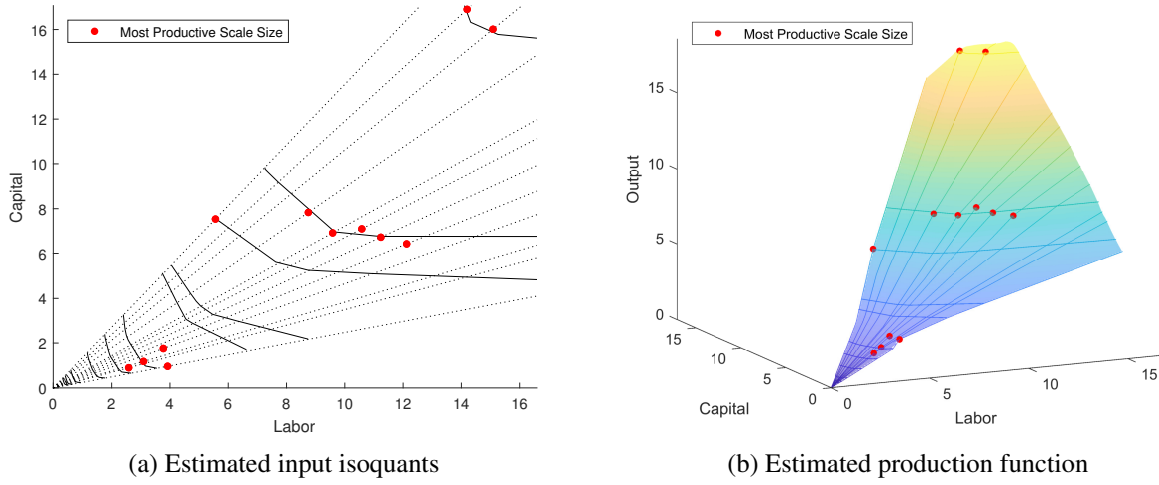 Most Productive Scale Size
16
14
12
10
8
6
4
2
0
Capital
0 2 4 6 8 10 12 14 16
Labor
(a) Estimated input isoquants
Most Productive Scale Size
15
10
5
0
Output
15
10
5
0
Capital
0 5 10 15
Labor
(b) Estimated production function